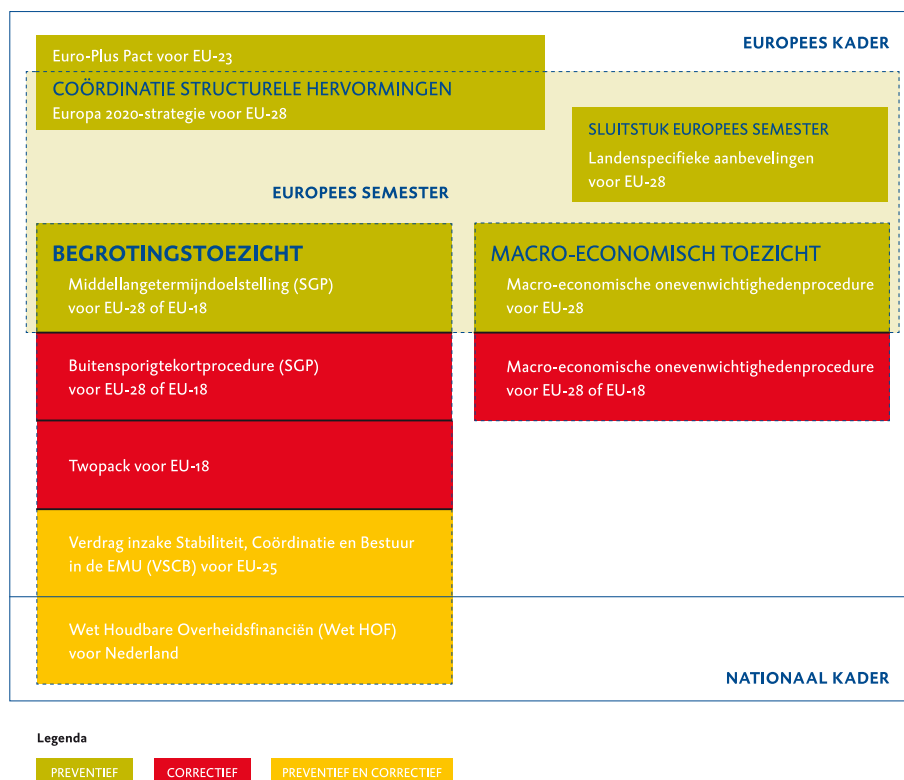 EUROPEES KADER
Euro-Plus Pact voor EU-23
COÖRDINATIE STRUCTURELE HERVORMINGEN
Europa 2020-strategie voor EU-28
SLUITSTUK EUROPEES SEMESTER
Landenspecifieke aanbevelingen
voor EU-28
EUROPEES SEMESTER
BEGROTINGSTOEZICHT
Middellangetermijndoelstelling (SGP)
voor EU-28 of EU-18
MACRO-ECONOMISCH TOEZICHT
Macro-economische onevenwichtighedenprocedure
voor EU-28
Buitensporigtekortprocedure (SGP)
voor EU-28 of EU-18
Macro-economische onevenwichtighedenprocedure
voor EU-28 of EU-18
Twopack voor EU-18
Verdrag inzake Stabiliteit, Coördinatie en Bestuur
in de EMU (VSCB) voor EU-25
Wet Houdbare Overheidsfinanciën (Wet HOF)
voor Nederland
NATIONAAL KADER
Legenda
PREVENTIEF
CORRECTIEF
PREVENTIEF EN CORRECTIEF